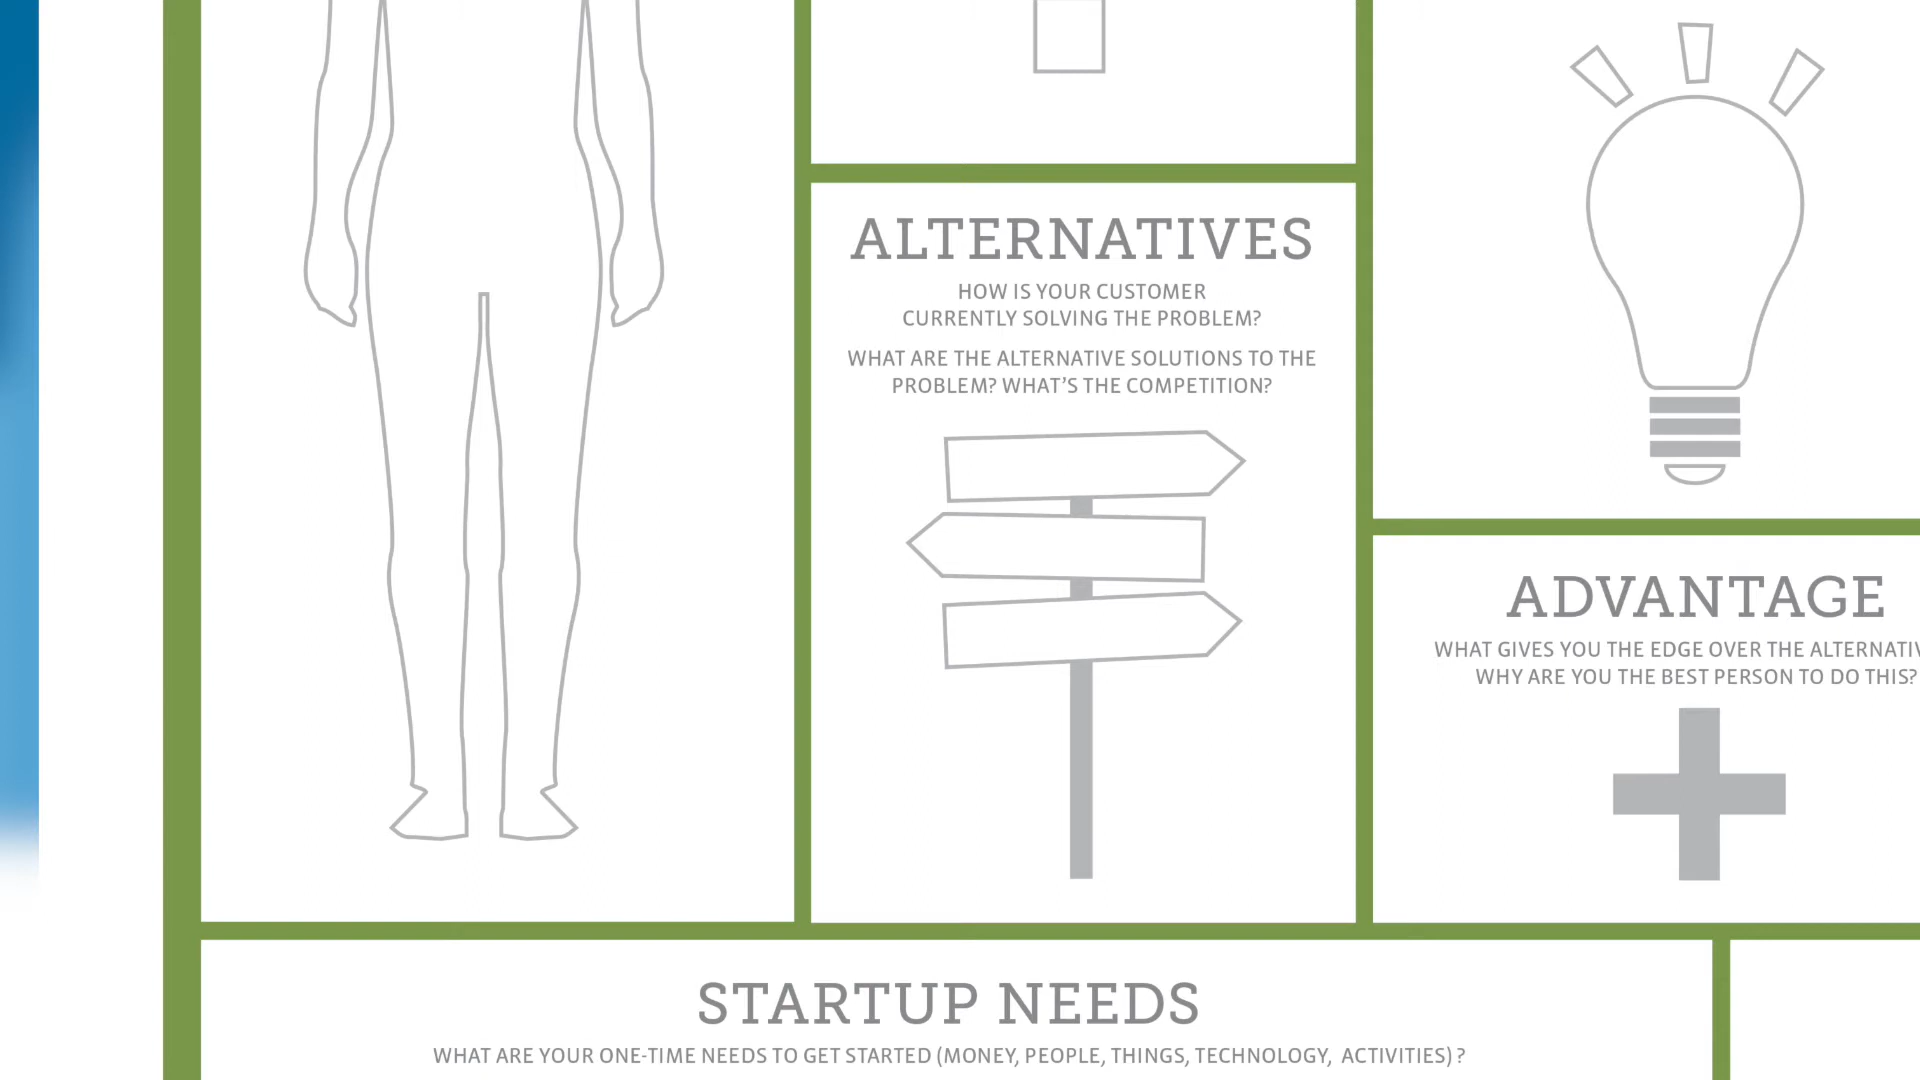 ALTERNATIVES
HOW IS YOUR CUSTOMER
CURRENTLY SOLVING THE PROBLEM?
WHAT ARE THE ALTERNATIVE SOLUTIONS TO THE
PROBLEM? WHAT'S THE COMPETITION?
ADVANTAGE
WHAT GIVES YOU THE EDGE OVER THE
WHY ARE YOU THE BEST PERSON TO DO THIS?
STARTUP NEEDS
WHAT ARE YOUR ONE-TIME NEEDS TO GET STARTED (MONEY, PEOPLE, THINGS, TECHNOLOGY, ACTIVITIES) ?